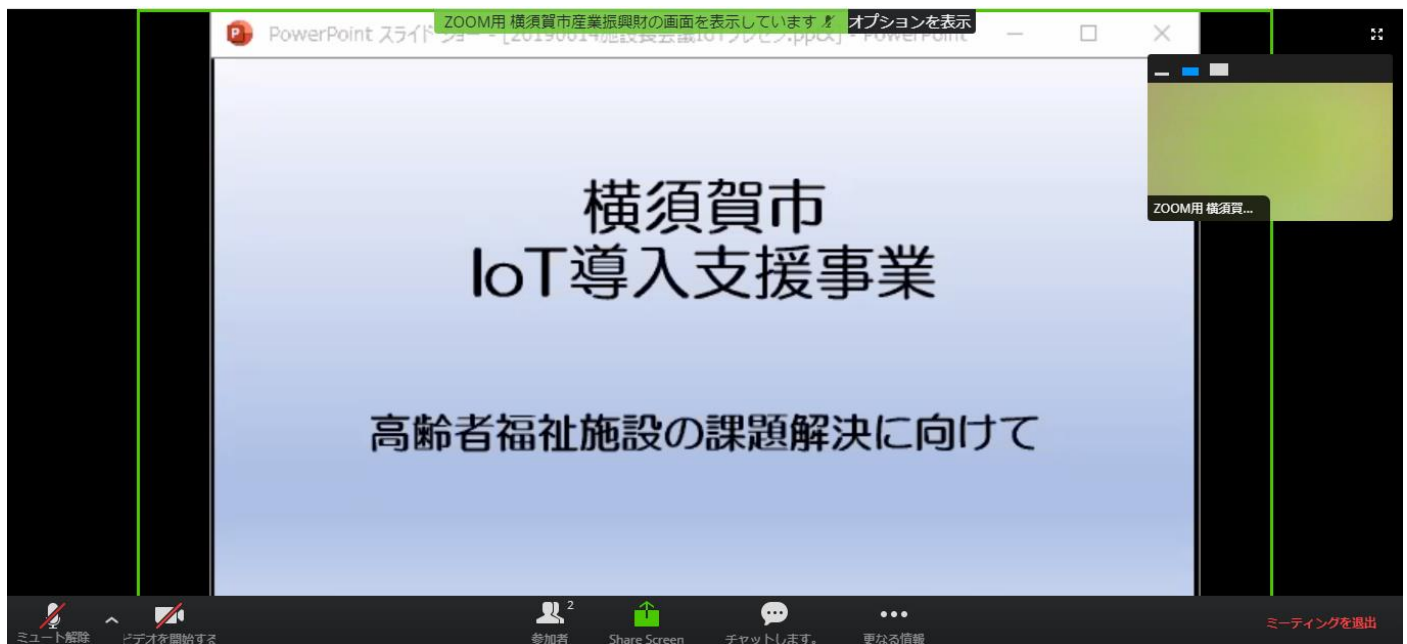 ZOOM用 横須賀市産業振興財の画面を表示しています
オプションを表示
PowerPoint スライド
PowerPoint
ZOOM用 横須賀...
横須賀市
IoT導入支援事業
高齢者福祉施設の課題解決に向けて
ミュート解除
ビデオを開始する
参加者
2
Share Screen
チャットします。
更なる情報
ミーティングを退出